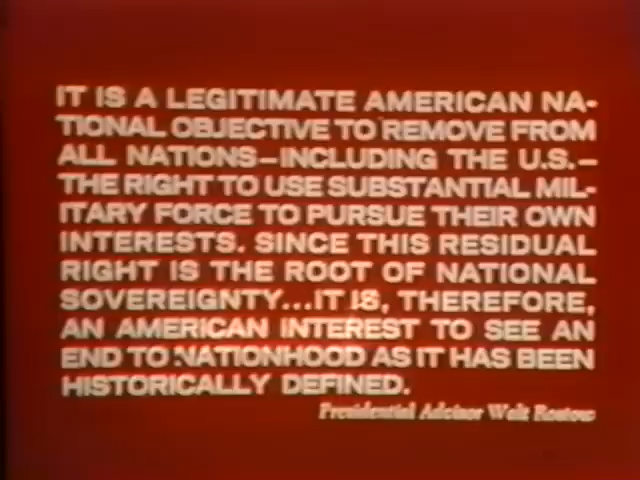 IT IS A LEGITIMATE AMERICAN NA-
TIONAL OBJECTIVE TO REMOVE FROM
ALL NATIONS-INCLUDING THE U.S.-
THE RIGHT TO USE SUBSTANTIAL MIL-
ITARY FORCE TO PURSUE THEIR OWN
INTERESTS. SINCE THIS RESIDUAL
RIGHT IS THE ROOT OF NATIONAL
SOVEREIGNTY...IT IS, THEREFORE,
AN AMERICAN INTEREST TO SEE AN
END TO NATIONHOOD AS IT HAS BEEN
HISTORICALLY DEFINED.
Presidential Advisor Walt Rostow